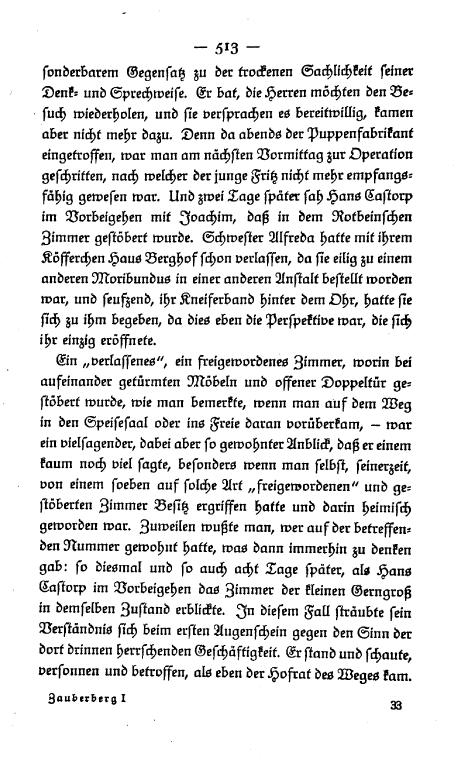 — 513 —
sonderbarem Gegensatz zu der trockenen Sachlichkeit seiner
Denk- und Sprechweise. Er bat, die Herren möchten den Be-
such wiederholen, und sie versprachen es bereitwillig, kamen
aber nicht mehr dazu. Denn da abends der Puppenfabrikant
eingetroffen, war man am nächsten Vormittag zur Operation
geschritten, nach welcher der junge Fritz nicht mehr empfangs-
fähig gewesen war. Und zwei Tage später sah Hans Castorp
im Vorbeigehen mit Joachim, daß in dem Rotbeinschen
Zimmer gestöbert wurde. Schwester Alfreda hatte mit ihrem
Köfferchen Haus Berghof schon verlassen, da sie eilig zu einem
anderen Moribundus in einer anderen Anstalt bestellt worden
war, und seufzend, ihr Kneiferband hinter dem Ohr, hatte sie
sich zu ihm begeben, da dies eben die Perspektive war, die sich
ihr einzig eröffnete.
Ein „verlassenes“, ein freigewordenes Zimmer, worin bei
aufeinander getürmten Möbeln und offener Doppeltür ge-
stöbert wurde, wie man bemerkte, wenn man auf dem Weg
in den Speisesaal oder ins Freie daran vorüberkam, — war
ein vielsagender, dabei aber so gewohnter Anblick, daß er einem
kaum noch viel sagte, besonders wenn man selbst, seinerzeit,
von einem soeben auf solche Art „freigewordenen“ und ge-
stöberten Zimmer Besitz ergriffen hatte und darin heimisch
geworden war. Zuweilen wußte man, wer auf der betreffen-
den Nummer gewohnt hatte, was dann immerhin zu denken
gab: so diesmal und so auch acht Tage später, als Hans
Castorp im Vorbeigehen das Zimmer der kleinen Gerngroß
in demselben Zustand erblickte. In diesem Fall sträubte sein
Verständnis sich beim ersten Augenschein gegen den Sinn der
dort drinnen herrschenden Geschäftigkeit. Er stand und schaute,
versonnen und betroffen, als eben der Hofrat des Weges kam.
Zauberberg I
33